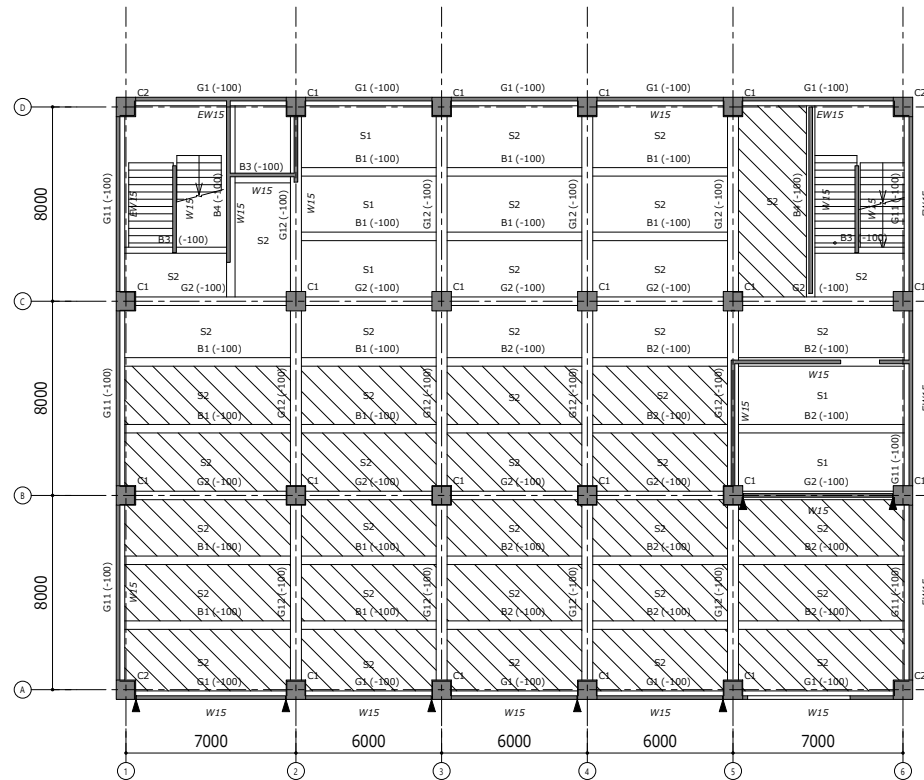 G1 (-100) G1 (-100) G1 (-100) G1 (-100) G1 (-100)
C2 C1 C1 C1 C1 C2
D
EW15 W15 EW15
S1 S2 S2
B3 (-100) B1 (-100) B1 (-100) B1 (-100)
W15
8000
G11 (-100) EW15 W15 B4 (-100) W15 G12 (-100) W15 G12 (-100) G12 (-100) G12 (-100) S2 B4 (-100) W15 W15 G11 (-100)
S1 S2 S2
B1 (-100) B1 (-100) B1 (-100)
B3 (-100) S2 B3 (-100)
S2 S1 S2 S2 S2
G2 (-100) G2 (-100) G2 (-100) G2 (-100) G2 (-100)
C C1 C1 C1 C1 C1
S2 S2 S2 S2 S2
B1 (-100) B1 (-100) B2 (-100) B2 (-100) B2 (-100)
W15
8000
G11 (-100) G12 (-100) G12 (-100) G12 (-100) G12 (-100) W15
S2 S2 S2 S2 S1
B1 (-100) B1 (-100) B2 (-100) B2 (-100)
S2 S2 S2 S2 S1
G11 (-100)
G2 (-100) G2 (-100) G2 (-100) G2 (-100) G2 (-100)
C1 C1 C1 C1 C1 C1
B
W15
S2 S2 S2 S2 S2
B1 (-100) B1 (-100) B2 (-100) B2 (-100) B2 (-100)
8000
G11 (-100) W15 G12 (-100) G12 (-100) G12 (-100) G12 (-100) G11 (-100)
S2 S2 S2 S2 S2
B1 (-100) B1 (-100) B2 (-100) B2 (-100) B2 (-100)
S2 S2 S2 S2 S2
C2 C1 C1 C1 C1 C2
G1 (-100) G1 (-100) G1 (-100) G1 (-100) G1 (-100)
A
W15 W15 W15 W15 W15
7000 6000 6000 6000 7000
1 2 3 4 5 6